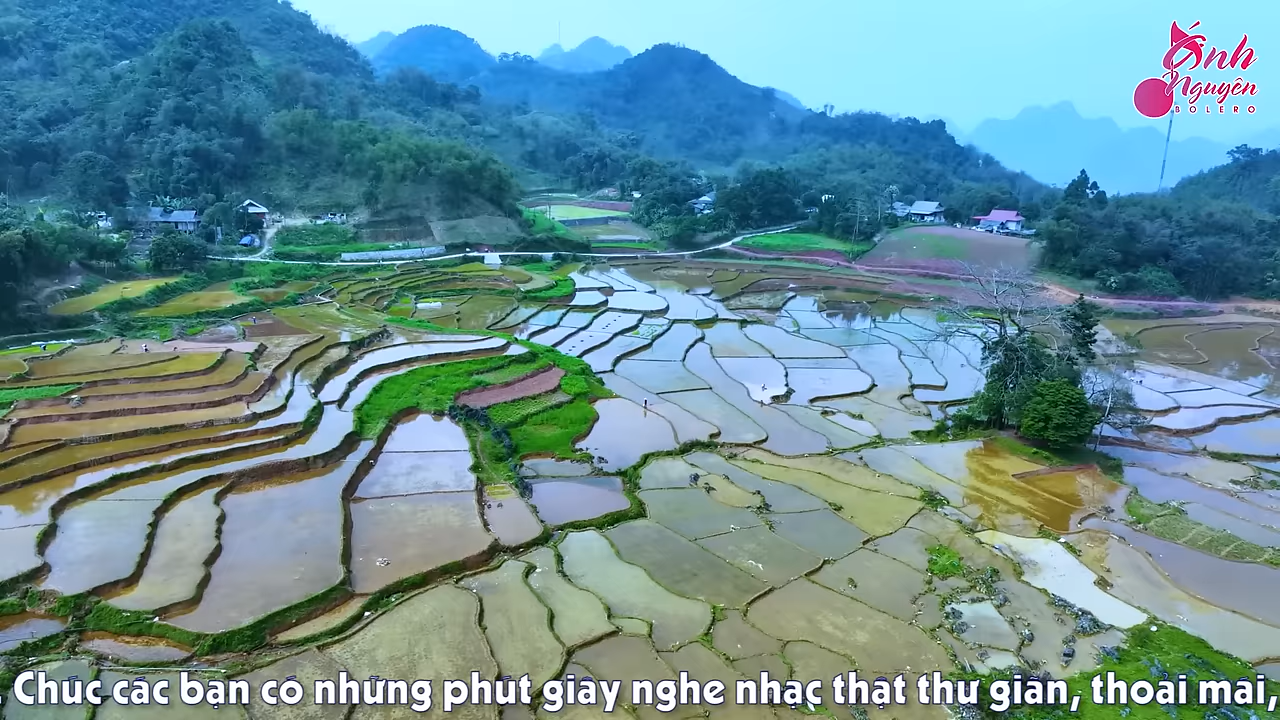 Ánh
Nguyên
BOLERO
Chúc các bạn có những phút giây nghe nhạc thật thư giãn, thoải mái,